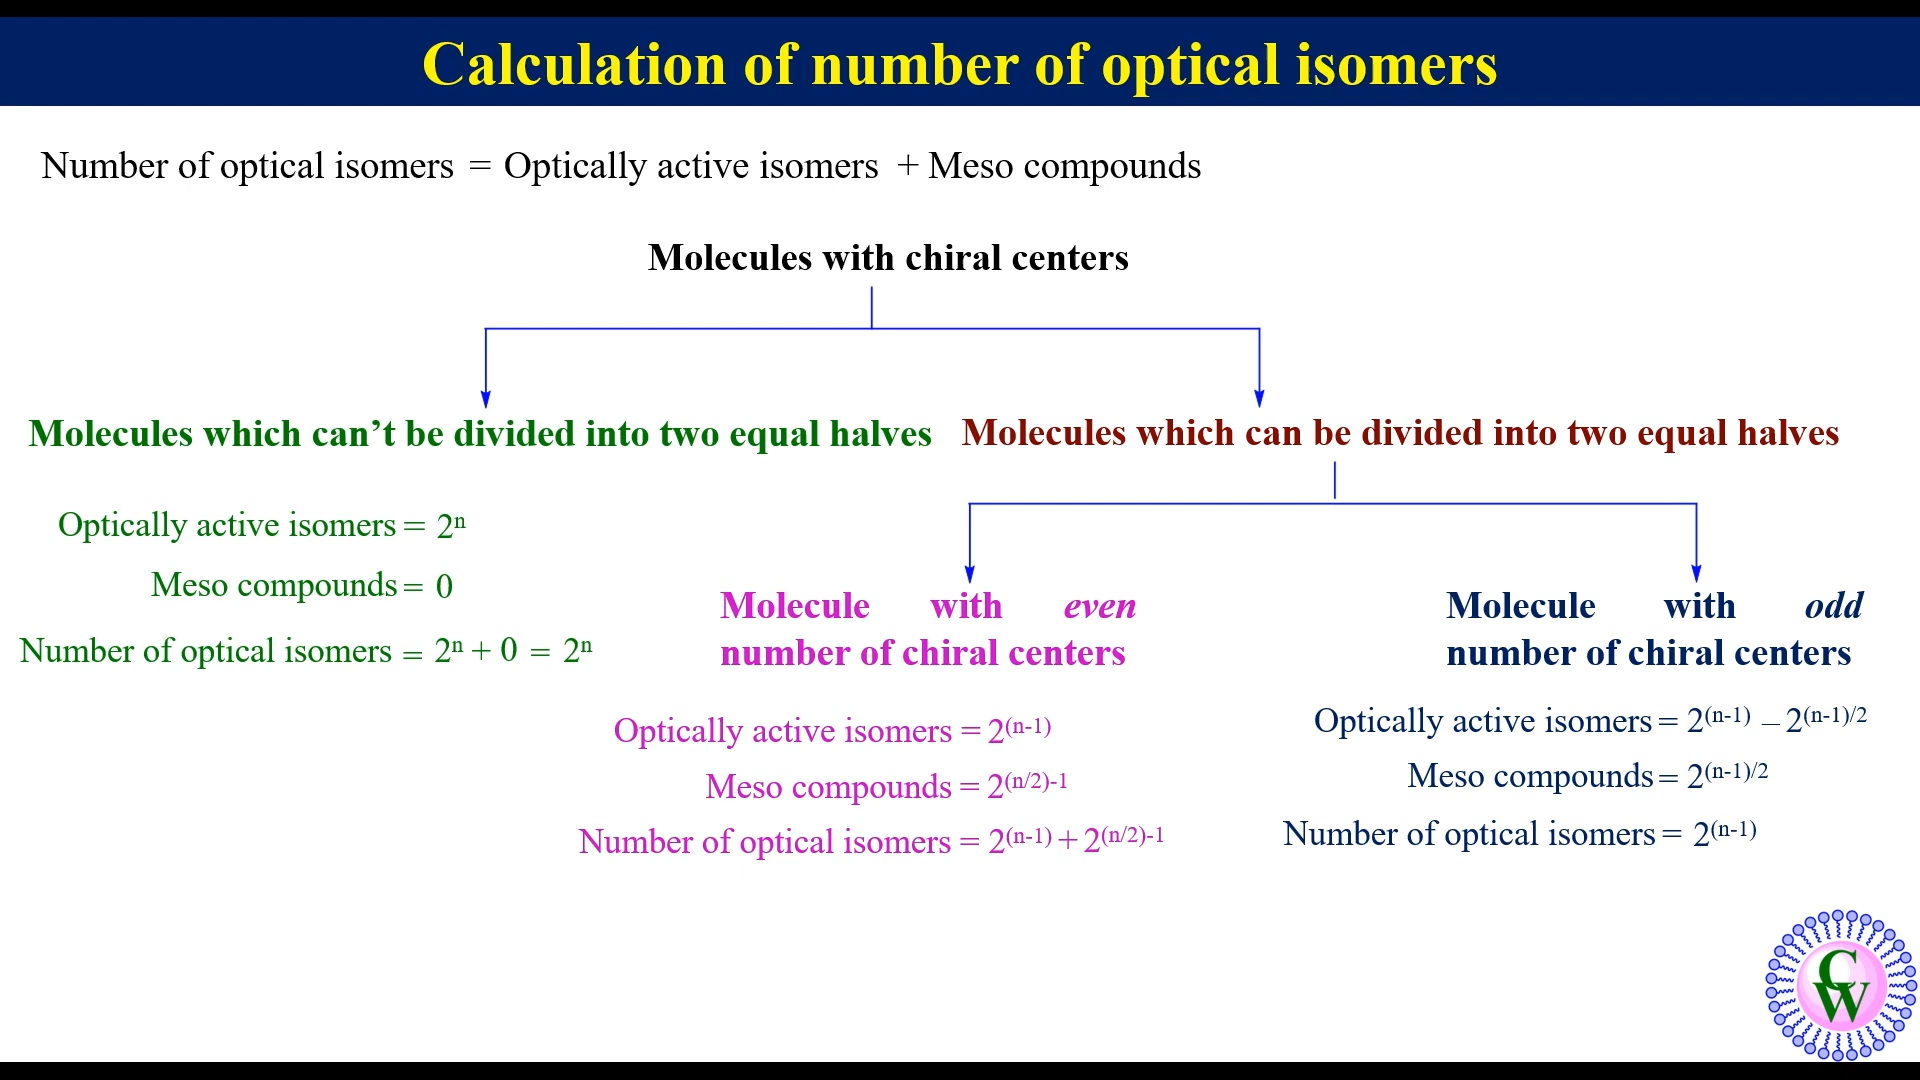 Calculation of number of optical isomers
Number of optical isomers = Optically active isomers + Meso compounds
Molecules with chiral centers
Molecules which can’t be divided into two equal halves
Optically active isomers = 2ⁿ
Meso compounds = 0
Number of optical isomers = 2ⁿ + 0 = 2ⁿ
Molecules which can be divided into two equal halves
Molecule with even
number of chiral centers
Optically active isomers = 2^(n-1)
Meso compounds = 2^(n/2)-1
Number of optical isomers = 2^(n-1) + 2^(n/2)-1
Molecule with odd
number of chiral centers
Optically active isomers = 2^(n-1) – 2^(n-1)/2
Meso compounds = 2^(n-1)/2
Number of optical isomers = 2^(n-1)
CW